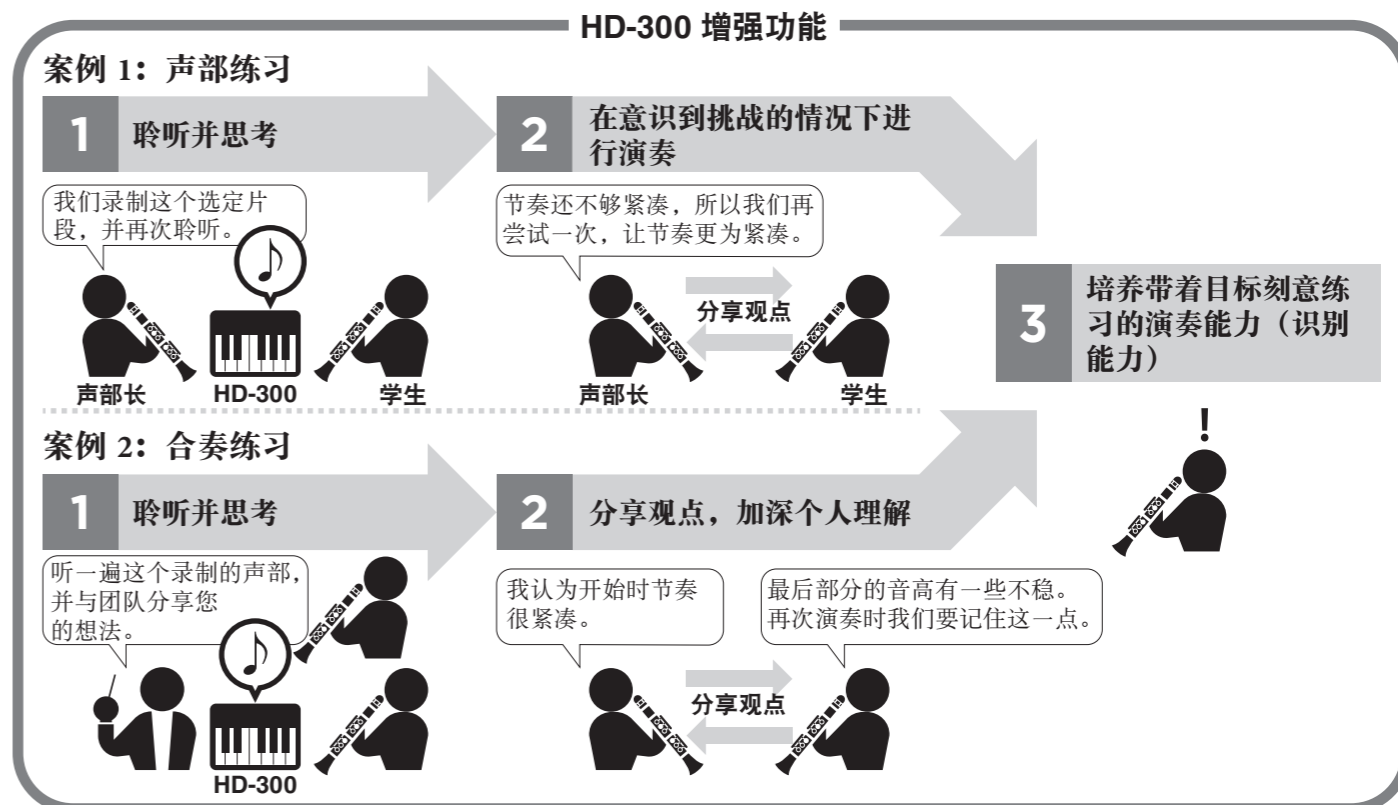 HD-300 增强功能
案例 1：声部练习
1
聆听并思考
2
在意识到挑战的情况下进
行演奏
我们录制这个选定片
段，并再次聆听。
声部长
HD-300
学生
节奏还不够紧凑，所以我们再
尝试一次，让节奏更为紧凑。
分享观点
声部长
学生
案例 2：合奏练习
1
聆听并思考
2
分享观点，加深个人理解
听一遍这个录制的声部，
并与团队分享您
的想法。
HD-300
我认为开始时节奏
很紧凑。
最后部分的音高有一些不稳。
再次演奏时我们要记住这一点。
分享观点
3
培养带着目标刻意练
习的演奏能力（识别
能力）
!